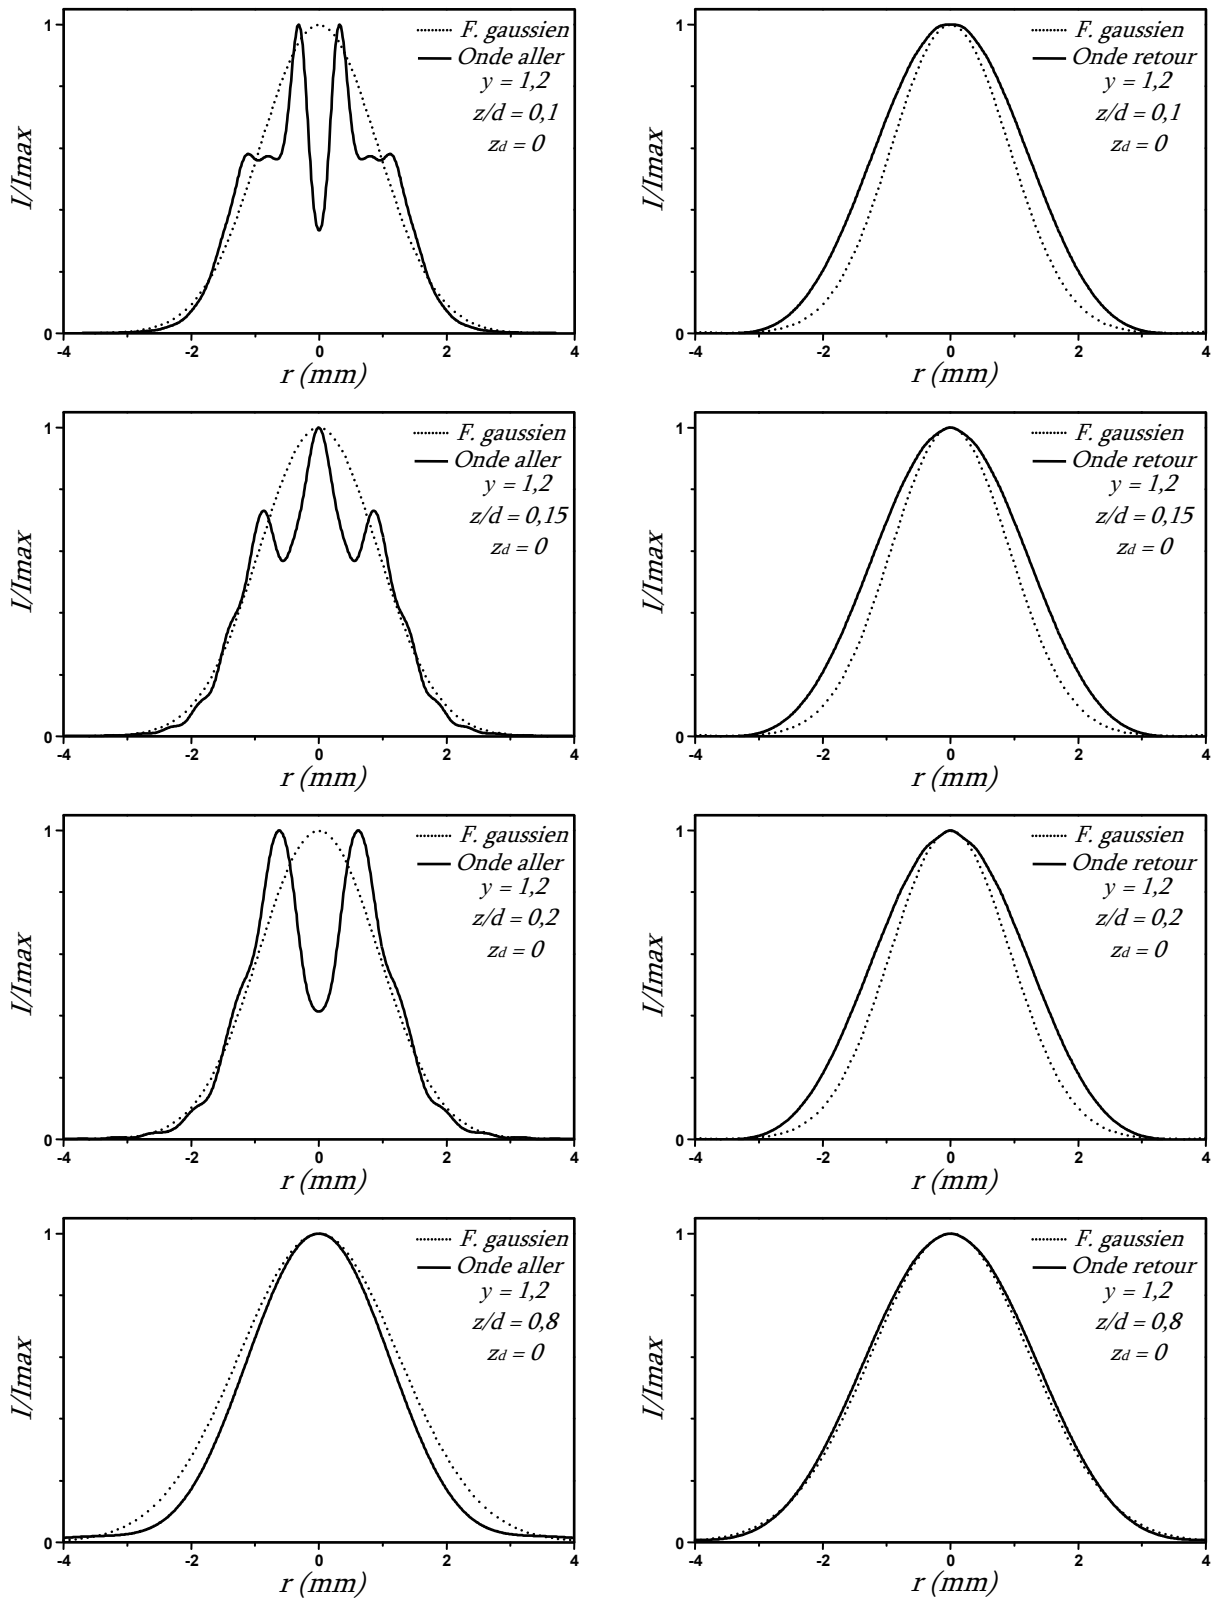 F. gaussien
Onde aller
y = 1,2
z/d = 0,1
zd = 0
I/Imax
1
0
-4 -2 0 2 4
r (mm)
F. gaussien
Onde retour
y = 1,2
z/d = 0,1
zd = 0
I/Imax
1
0
-4 -2 0 2 4
r (mm)
F. gaussien
Onde aller
y = 1,2
z/d = 0,15
zd = 0
I/Imax
1
0
-4 -2 0 2 4
r (mm)
F. gaussien
Onde retour
y = 1,2
z/d = 0,15
zd = 0
I/Imax
1
0
-4 -2 0 2 4
r (mm)
F. gaussien
Onde aller
y = 1,2
z/d = 0,2
zd = 0
I/Imax
1
0
-4 -2 0 2 4
r (mm)
F. gaussien
Onde retour
y = 1,2
z/d = 0,2
zd = 0
I/Imax
1
0
-4 -2 0 2 4
r (mm)
F. gaussien
Onde aller
y = 1,2
z/d = 0,8
zd = 0
I/Imax
1
0
-4 -2 0 2 4
r (mm)
F. gaussien
Onde retour
y = 1,2
z/d = 0,8
zd = 0
I/Imax
1
0
-4 -2 0 2 4
r (mm)